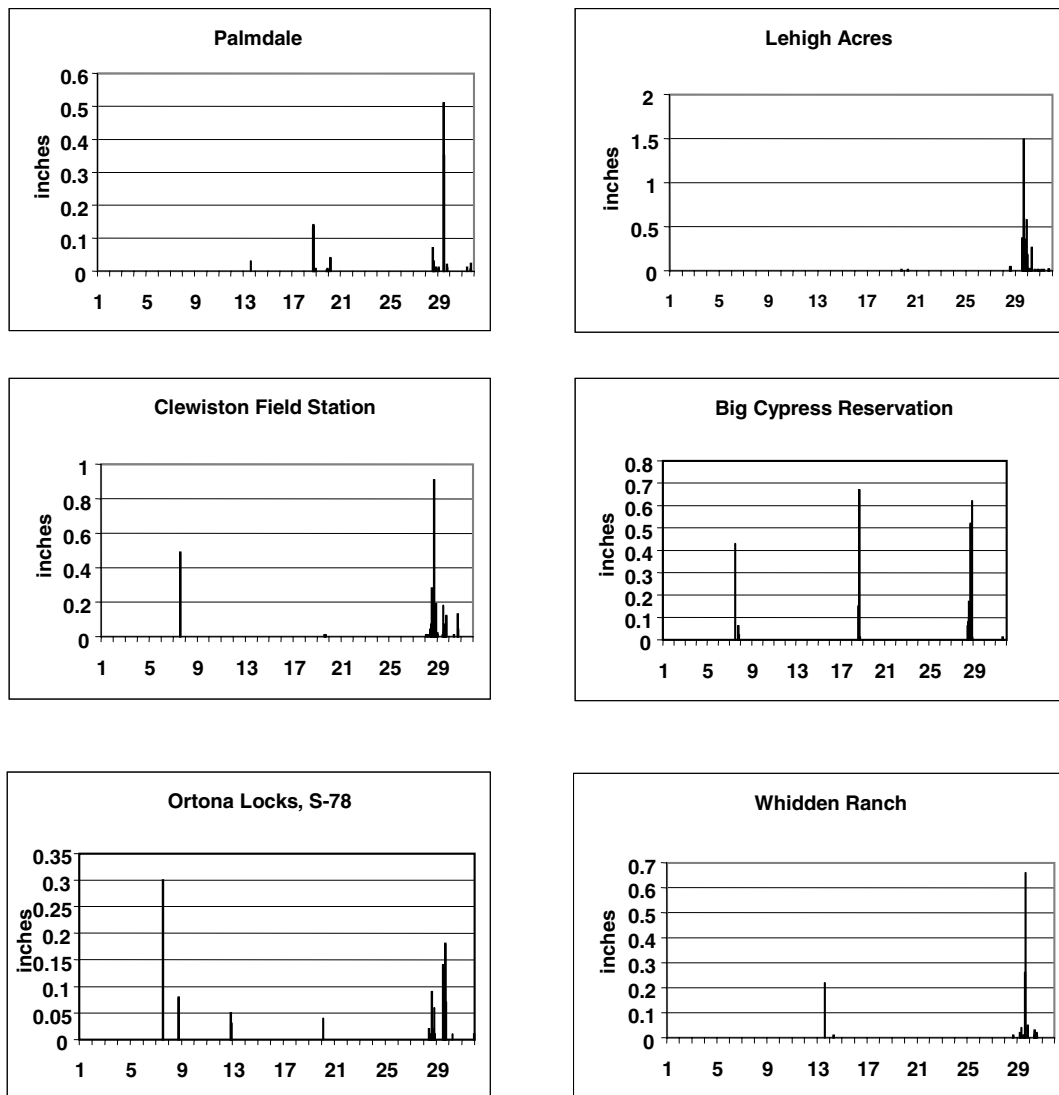 Palmdale
inches
0.6
0.5
0.4
0.3
0.2
0.1
0
1 5 9 13 17 21 25 29
Lehigh Acres
inches
2
1.5
1
0.5
0
1 5 9 13 17 21 25 29
Clewiston Field Station
inches
1
0.8
0.6
0.4
0.2
0
1 5 9 13 17 21 25 29
Big Cypress Reservation
inches
0.8
0.7
0.6
0.5
0.4
0.3
0.2
0.1
0
1 5 9 13 17 21 25 29
Ortona Locks, S-78
inches
0.35
0.3
0.25
0.2
0.15
0.1
0.05
0
1 5 9 13 17 21 25 29
Whidden Ranch
inches
0.7
0.6
0.5
0.4
0.3
0.2
0.1
0
1 5 9 13 17 21 25 29